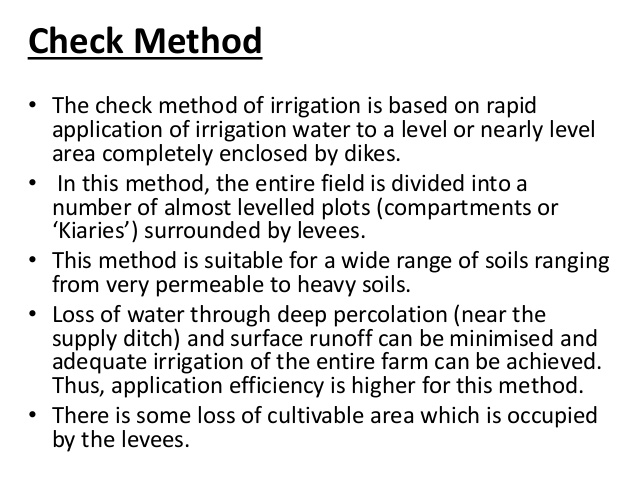 Check Method
• The check method of irrigation is based on rapid
application of irrigation water to a level or nearly level
area completely enclosed by dikes.
• In this method, the entire field is divided into a
number of almost levelled plots (compartments or
‘Kiaries’) surrounded by levees.
• This method is suitable for a wide range of soils ranging
from very permeable to heavy soils.
• Loss of water through deep percolation (near the
supply ditch) and surface runoff can be minimised and
adequate irrigation of the entire farm can be achieved.
Thus, application efficiency is higher for this method.
• There is some loss of cultivable area which is occupied
by the levees.